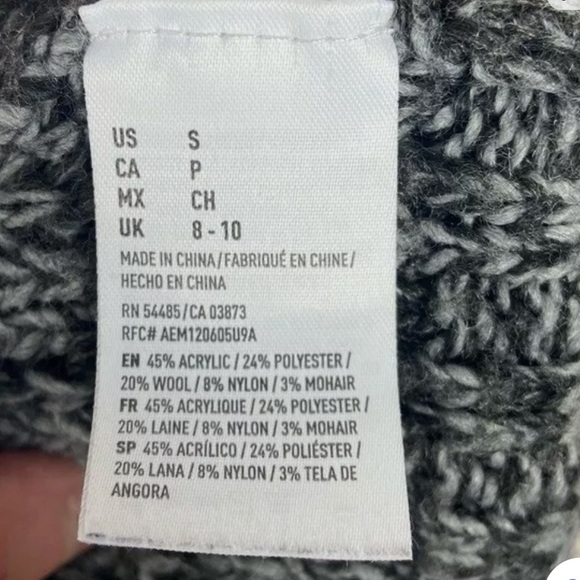 US S
CA P
MX CH
UK 8 - 10
MADE IN CHINA/FABRIQUÉ EN CHINE/
HECHO EN CHINA
RN 54485/CA 03873
RFC# AEM120605U9A
EN 45% ACRYLIC / 24% POLYESTER /
20% WOOL / 8% NYLON / 3% MOHAIR
FR 45% ACRYLIQUE / 24% POLYESTER /
20% LAINE / 8% NYLON / 3% MOHAIR
SP 45% ACRÍLICO / 24% POLIÉSTER /
20% LANA / 8% NYLON / 3% TELA DE
ANGORA